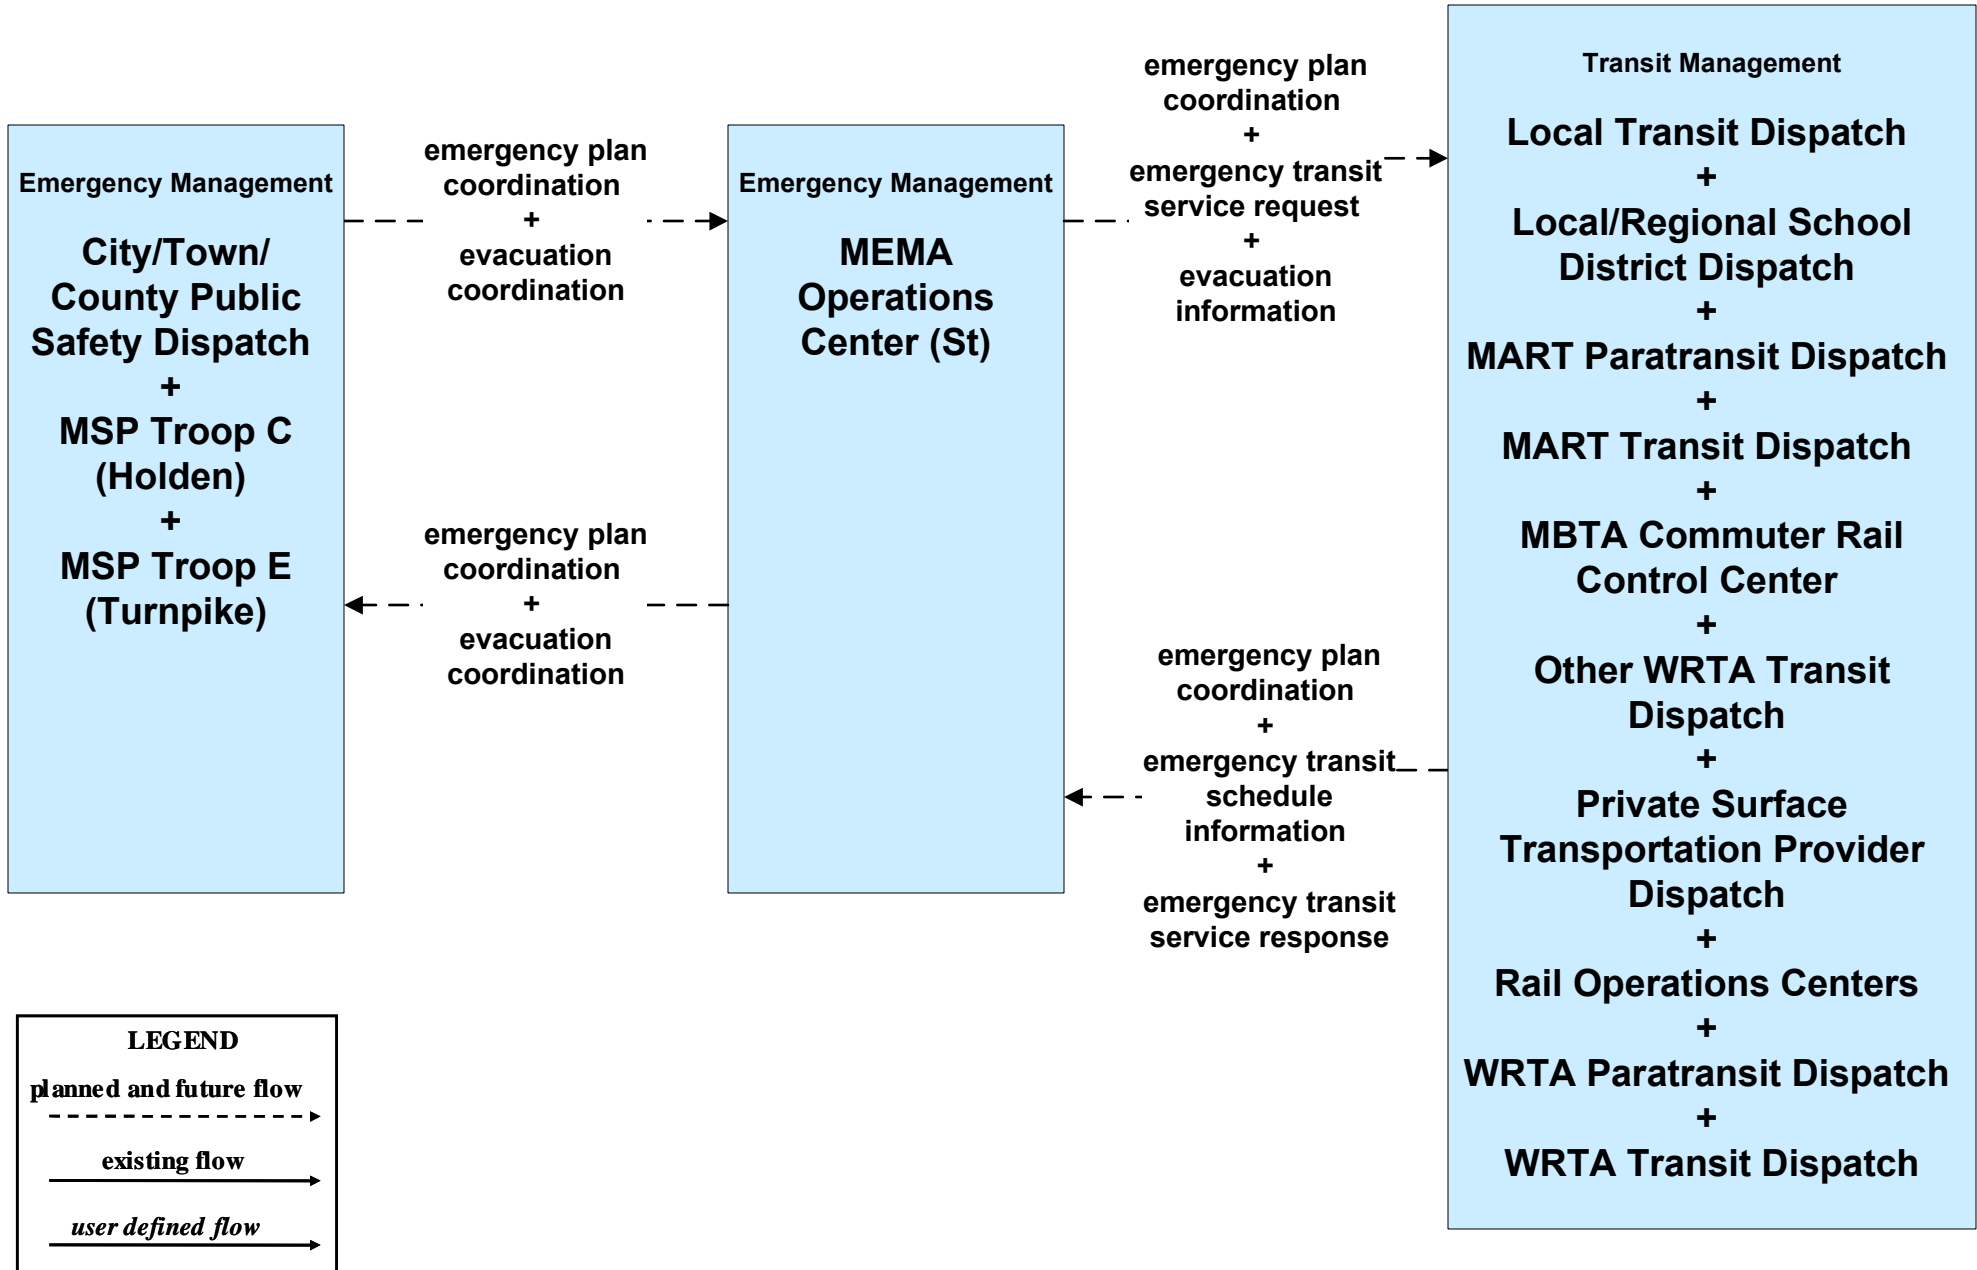 Emergency Management
City/Town/
County Public
Safety Dispatch
+
MSP Troop C
(Holden)
+
MSP Troop E
(Turnpike)
emergency plan
coordination
+
evacuation
coordination
emergency plan
coordination
+
evacuation
coordination
Emergency Management
MEMA
Operations
Center (St)
emergency plan
coordination
+
emergency transit
service request
+
evacuation
information
emergency plan
coordination
+
emergency transit
schedule
information
+
emergency transit
service response
Transit Management
Local Transit Dispatch
+
Local/Regional School
District Dispatch
+
MART Paratransit Dispatch
+
MART Transit Dispatch
+
MBTA Commuter Rail
Control Center
+
Other WRTA Transit
Dispatch
+
Private Surface
Transportation Provider
Dispatch
+
Rail Operations Centers
+
WRTA Paratransit Dispatch
+
WRTA Transit Dispatch
LEGEND
planned and future flow
existing flow
user defined flow